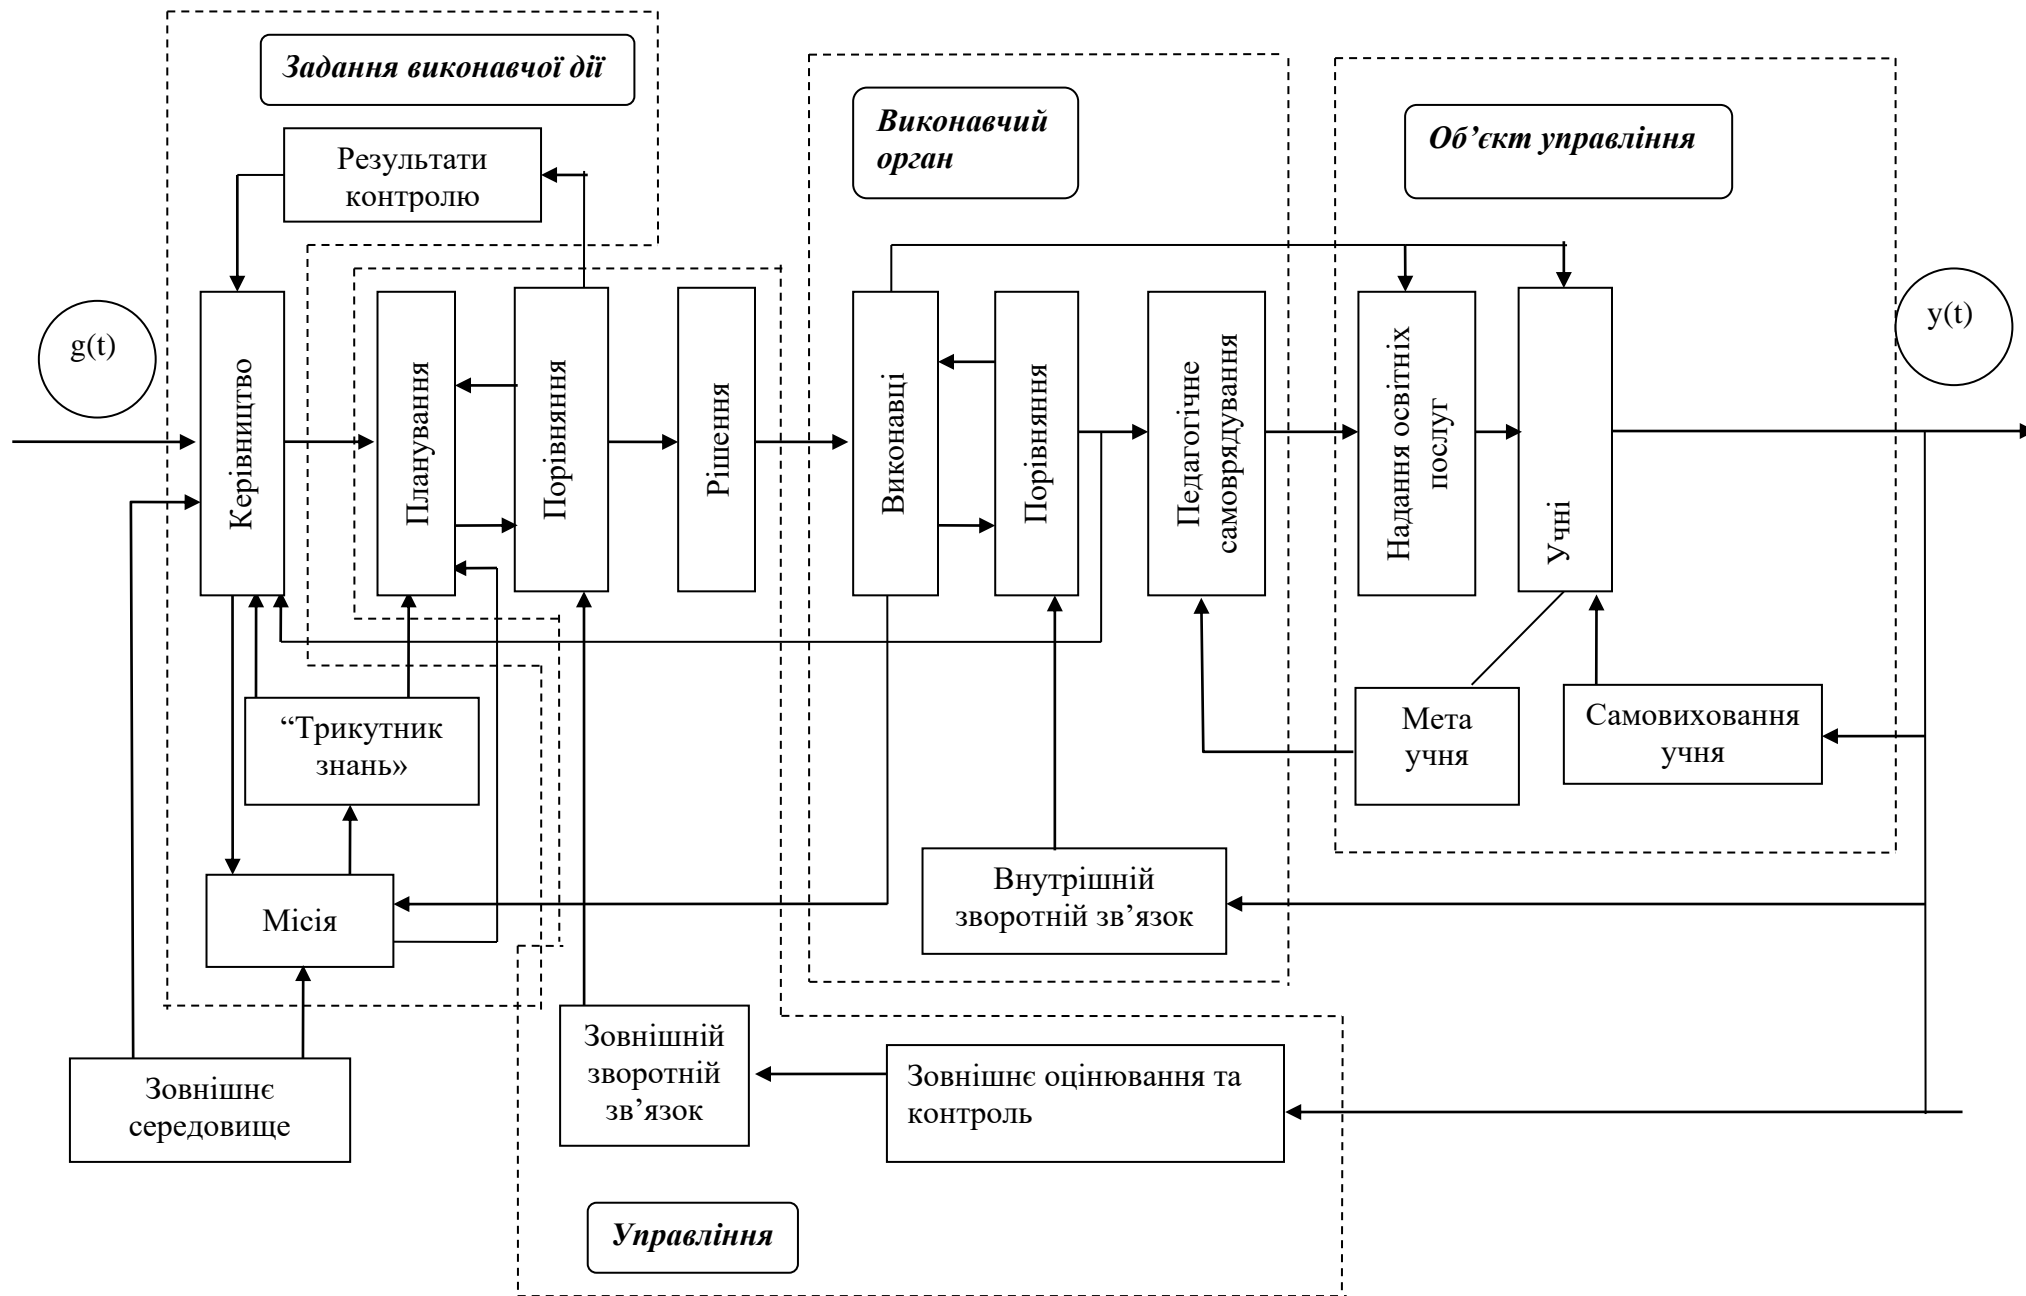 Задання виконавчої дії
Виконавчий
орган
Об’єкт управління
Результати
контролю
g(t)
y(t)
Керівництво
Планування
Порівняння
Рішення
Виконавці
Порівняння
Педагогічне
самоврядування
Надання освітніх
послуг
Учні
“Трикутник
знань»
Мета
учня
Самовиховання
учня
Місія
Внутрішній
зворотній зв’язок
Зовнішнє
середовище
Зовнішній
зворотній
зв’язок
Зовнішнє оцінювання та
контроль
Управління